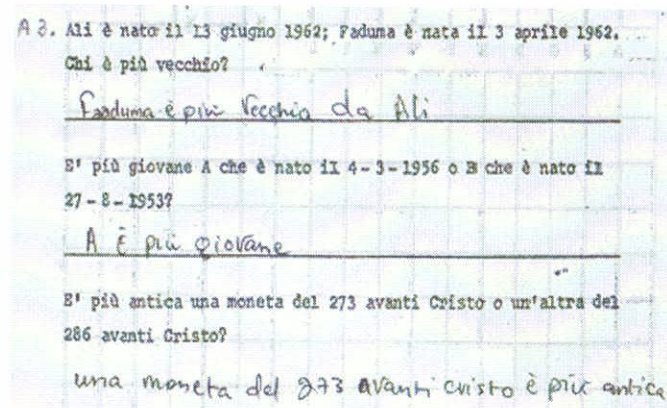 A 3. Ali è nato il 13 giugno 1962; Faduma è nata il 3 aprile 1962.
Chi è più vecchio?
Faaduma è più Vecchia da Ali
E' più giovane A che è nato il 4-3-1956 o B che è nato il
27-8-1953?
A È più giovane
E' più antica una moneta del 273 avanti Cristo o un'altra del
286 avanti Cristo?
una moneta del 273 avanti cristo è più antica